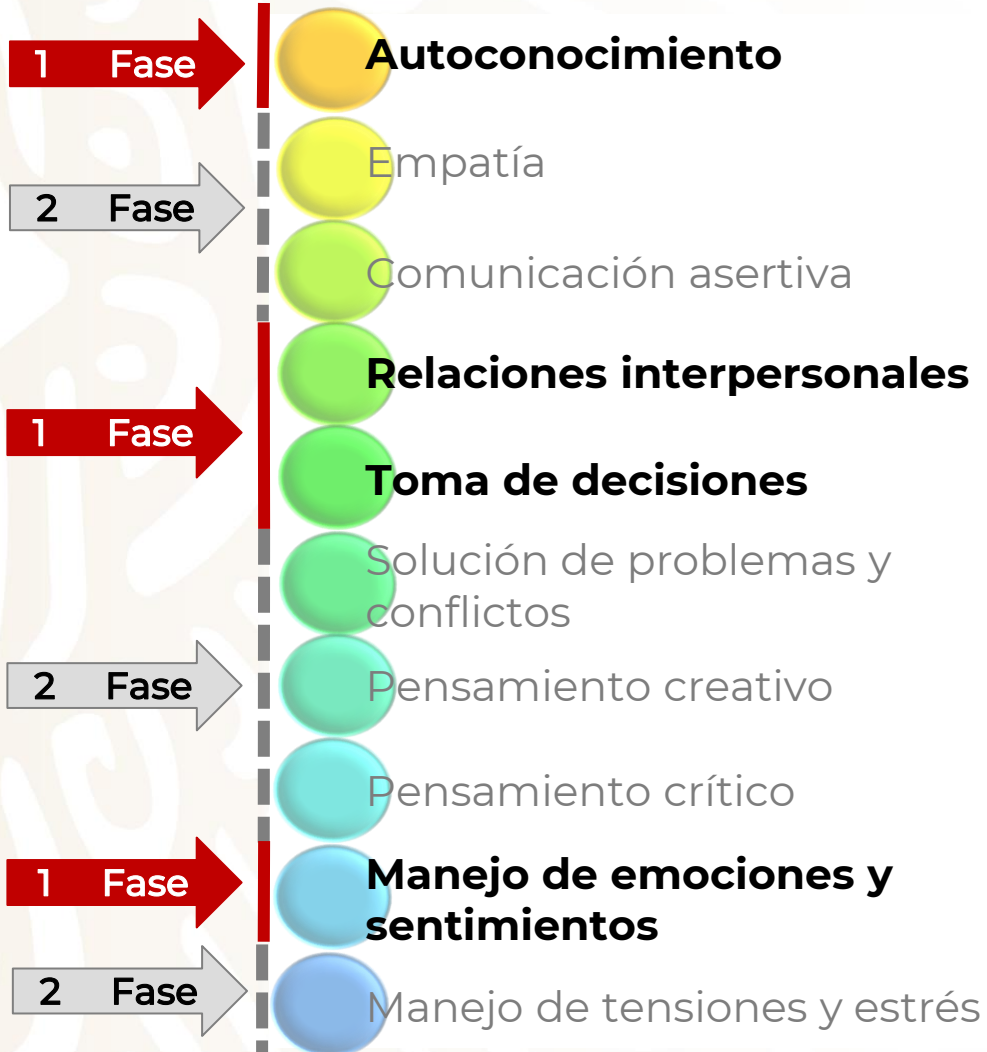 1 Fase
Autoconocimiento
Empatía
2 Fase
Comunicación asertiva
Relaciones interpersonales
1 Fase
Toma de decisiones
Solución de problemas y
conflictos
2 Fase
Pensamiento creativo
Pensamiento crítico
1 Fase
Manejo de emociones y
sentimientos
2 Fase
Manejo de tensiones y estrés